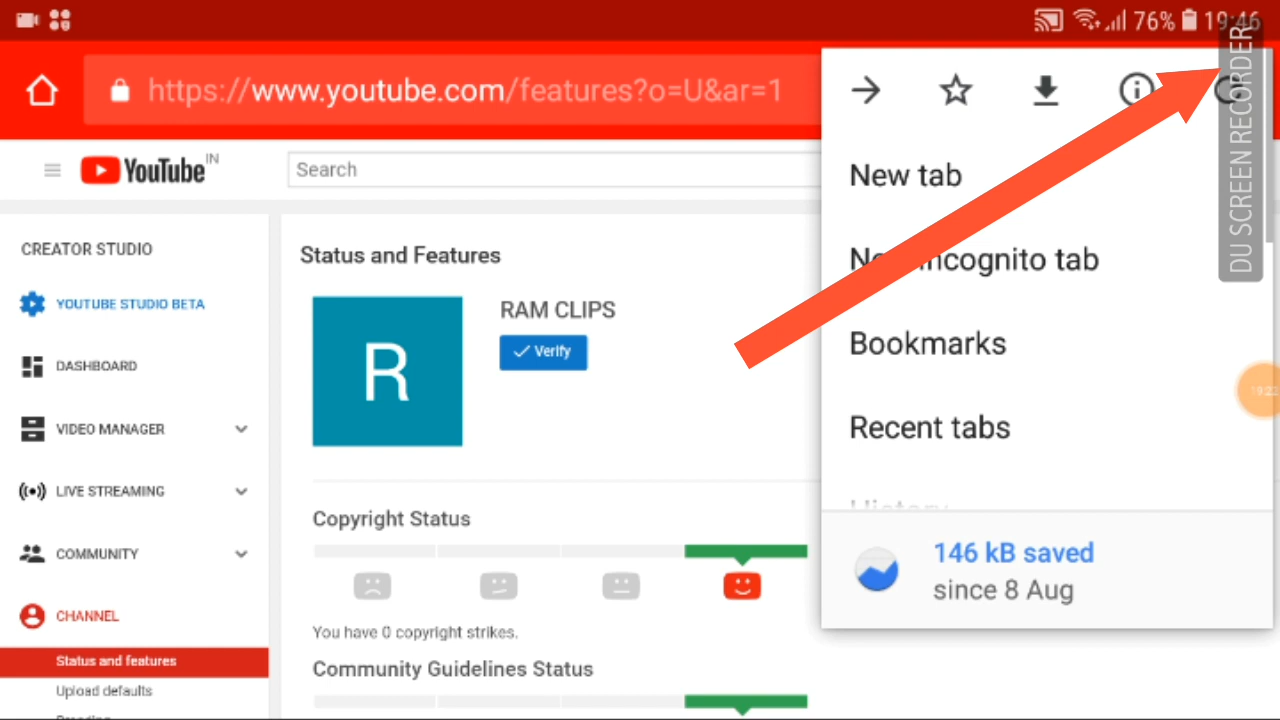 76% 19:46
https://www.youtube.com/features?o=U&ar=1
YouTube IN
Search
CREATOR STUDIO
YOUTUBE STUDIO BETA
DASHBOARD
VIDEO MANAGER
LIVE STREAMING
COMMUNITY
CHANNEL
Status and features
Upload defaults
Status and Features
R
RAM CLIPS
Verify
Copyright Status
You have 0 copyright strikes.
Community Guidelines Status
New tab
incognito tab
Bookmarks
Recent tabs
History
146 kB saved
since 8 Aug
DU SCREEN RECORDER